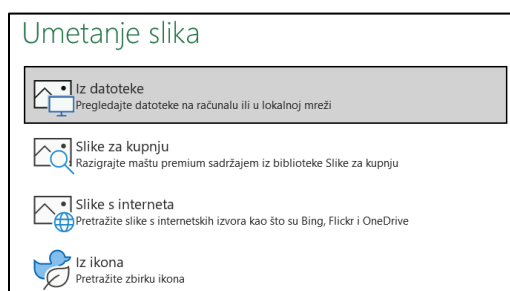 Umetanje slika
Iz datoteke
Pregledajte datoteke na računalu ili u lokalnoj mreži
Slike za kupnju
Razigrajte maštu premium sadržajem iz biblioteke Slike za kupnju
Slike s interneta
Pretražite slike s internetskih izvora kao što su Bing, Flickr i OneDrive
Iz ikona
Pretražite zbirku ikona